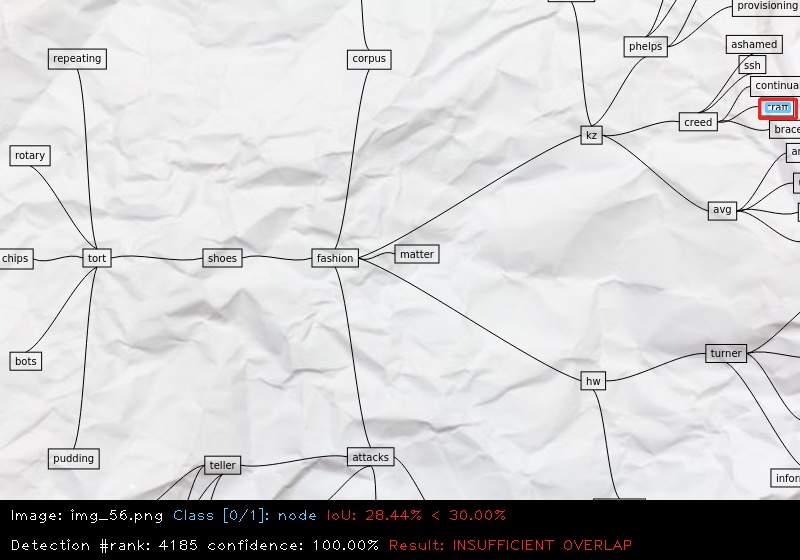 provisioning
phelps
ashamed
repeating
corpus
ssh
continua
creed
brace
kz
rotary
avg
chips
tort
shoes
fashion
matter
turner
bots
hw
pudding
teller
attacks
inforr
Image: img_56.png Class [0/1]: node IoU: 28.44% < 30.00%
Detection #rank: 4185 confidence: 100.00% Result: INSUFFICIENT OVERLAP